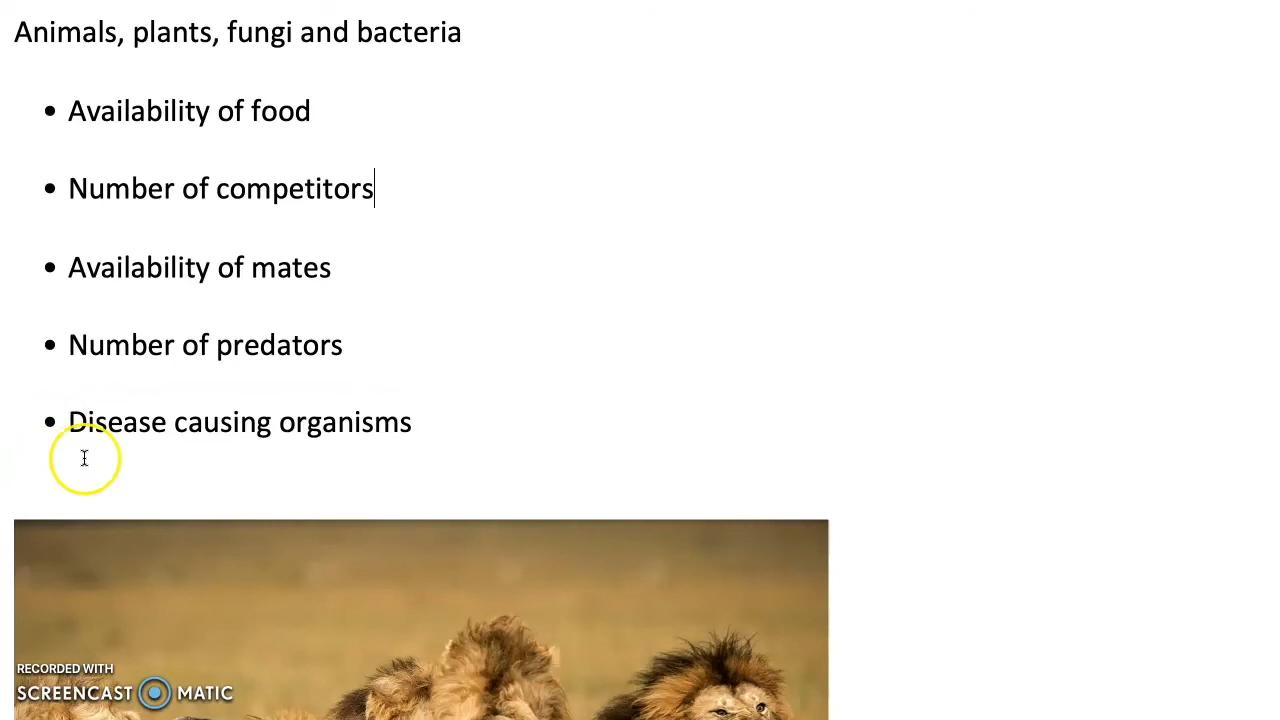 Animals, plants, fungi and bacteria
• Availability of food
• Number of competitors
• Availability of mates
• Number of predators
• Disease causing organisms
RECORDED WITH
SCREENCAST MATIC